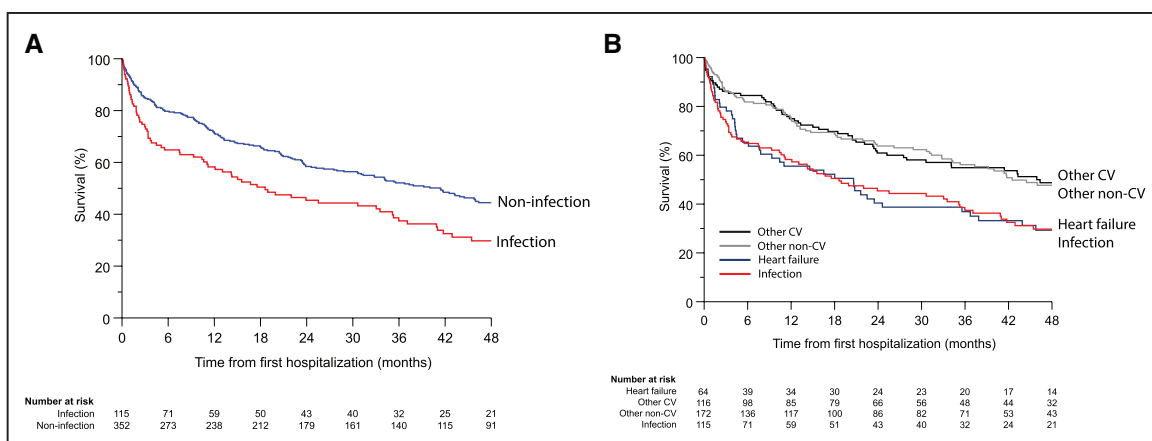 A
100
80
60
40
20
0
Survival (%)
Non-infection
Infection
0 6 12 18 24 30 36 42 48
Time from first hospitalization (months)
Number at risk
Infection 115 71 59 50 43 40 32 25 21
Non-infection 352 273 238 212 179 161 140 115 91
B
100
80
60
40
20
0
Survival (%)
Other CV
Other non-CV
Heart failure
Infection
Other CV
Other non-CV
Heart failure
Infection
0 6 12 18 24 30 36 42 48
Time from first hospitalization (months)
Number at risk
Heart failure 64 39 34 30 24 23 20 17 14
Other CV 116 98 85 79 66 56 48 44 32
Other non-CV 172 136 117 100 86 82 71 53 43
Infection 115 71 59 51 43 40 32 24 21